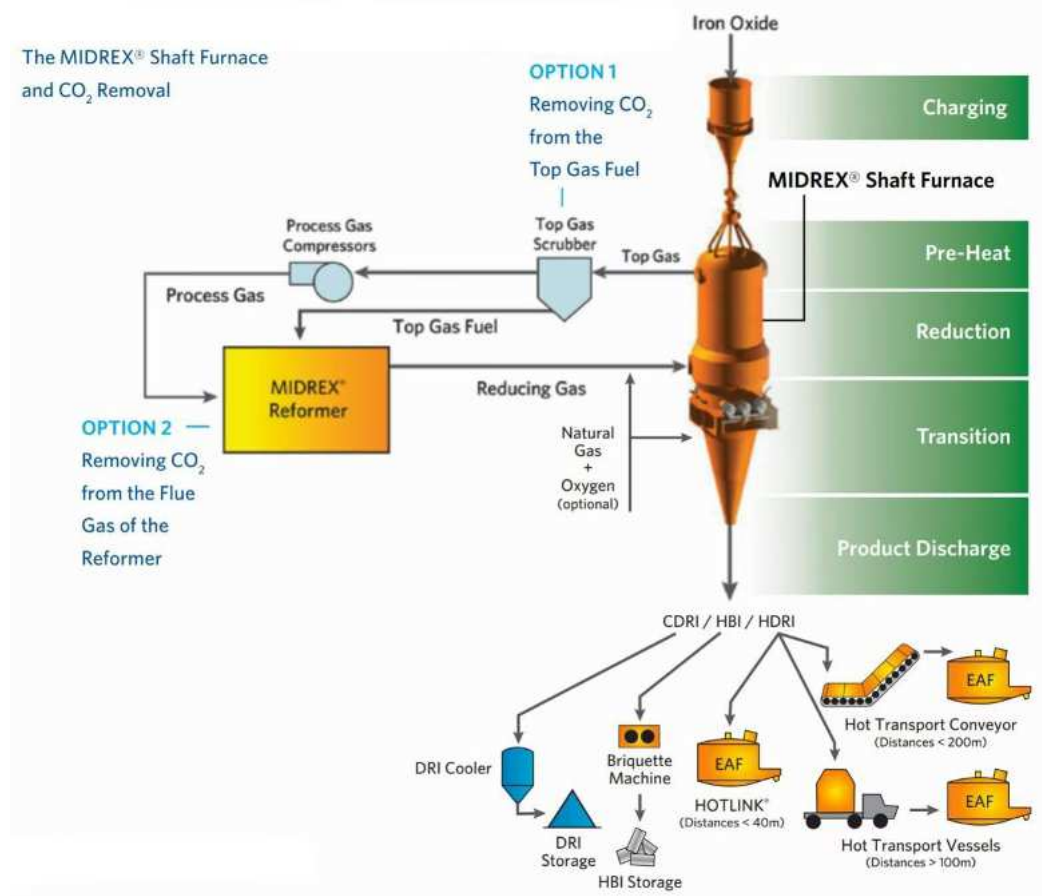 The MIDREX® Shaft Furnace
and CO₂ Removal
Iron Oxide
OPTION 1
Removing CO₂
from the
Top Gas Fuel
Charging
MIDREX® Shaft Furnace
Process Gas
Compressors
Top Gas
Scrubber
Top Gas
Pre-Heat
Process Gas
Top Gas Fuel
Reduction
MIDREX®
Reformer
Reducing Gas
OPTION 2
Removing CO₂
from the Flue
Gas of the
Reformer
Natural
Gas
+
Oxygen
(optional)
Transition
Product Discharge
CDRI / HBI / HDRI
EAF
Hot Transport Conveyor
(Distances < 200m)
DRI Cooler
Briquette
Machine
EAF
HOTLINK®
(Distances < 40m)
EAF
Hot Transport Vessels
(Distances > 100m)
DRI
Storage
HBI Storage